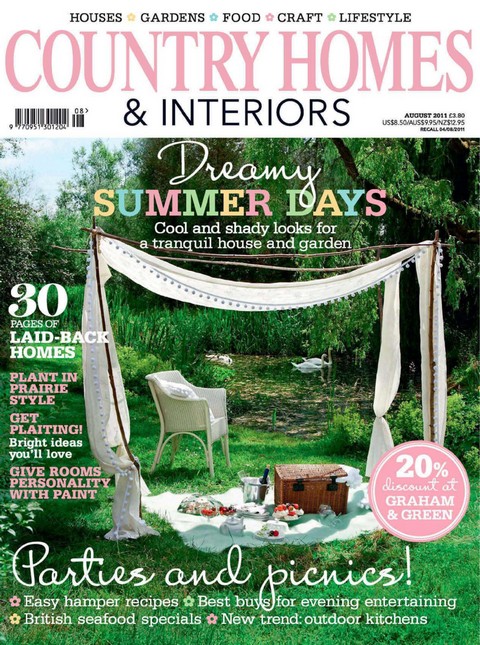 HOUSES ✿ GARDENS ✿ FOOD ✿ CRAFT ✿ LIFESTYLE
COUNTRY HOMES
& INTERIORS
08>
9 770951 301204
AUGUST 2011 £3.80
US$8.50/AUS$9.95/NZ$12.95
RECALL 04/08/2011
Dreamy
SUMMER DAYS
Cool and shady looks for
a tranquil house and garden
30
PAGES OF
LAID-BACK
HOMES
PLANT IN
PRAIRIE
STYLE
GET
PLAITING!
Bright ideas
you'll love
GIVE ROOMS
PERSONALITY
WITH PAINT
20%
discount at
GRAHAM
& GREEN
Parties and picnics!
✿ Easy hamper recipes ✿ Best buys for evening entertaining
✿ British seafood specials ✿ New trend: outdoor kitchens